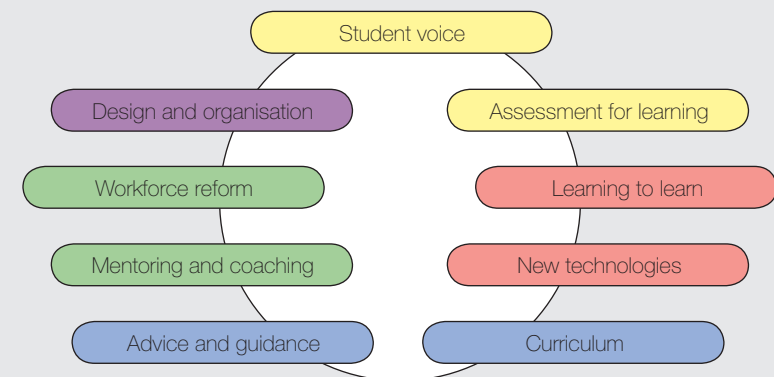 Student voice
Design and organisation
Assessment for learning
Workforce reform
Learning to learn
Mentoring and coaching
New technologies
Advice and guidance
Curriculum